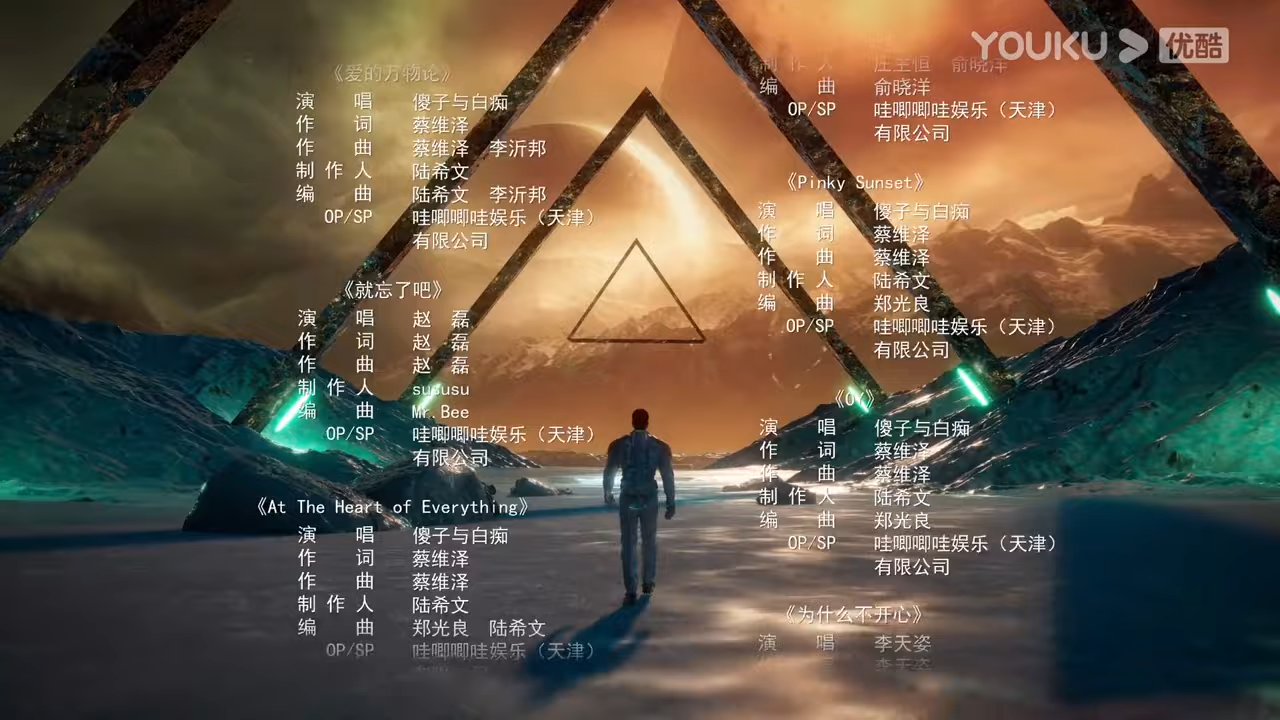 YOUKU 优酷
《爱的万物论》
演 唱 傻子与白痴
作 词 蔡维泽
作 曲 蔡维泽 李沂邦
制 作 人 陆希文
编 曲 陆希文 李沂邦
OP/SP 哇唧唧哇娱乐（天津）
有限公司
《就忘了吧》
演 唱 赵 磊
作 词 赵 磊
作 曲 赵 磊
制 作 人 sususu
编 曲 Mr.Bee
OP/SP 哇唧唧哇娱乐（天津）
有限公司
《At The Heart of Everything》
演 唱 傻子与白痴
作 词 蔡维泽
作 曲 蔡维泽
制 作 人 陆希文
编 曲 郑光良 陆希文
OP/SP 哇唧唧哇娱乐（天津）
制 作 人 俞晓洋
编 曲 俞晓洋
OP/SP 哇唧唧哇娱乐（天津）
有限公司
《Pinky Sunset》
演 唱 傻子与白痴
作 词 蔡维泽
作 曲 蔡维泽
制 作 人 陆希文
编 曲 郑光良
OP/SP 哇唧唧哇娱乐（天津）
有限公司
《OY》
演 唱 傻子与白痴
作 词 蔡维泽
作 曲 蔡维泽
制 作 人 陆希文
编 曲 郑光良
OP/SP 哇唧唧哇娱乐（天津）
有限公司
《为什么不开心》
演 唱 李天姿